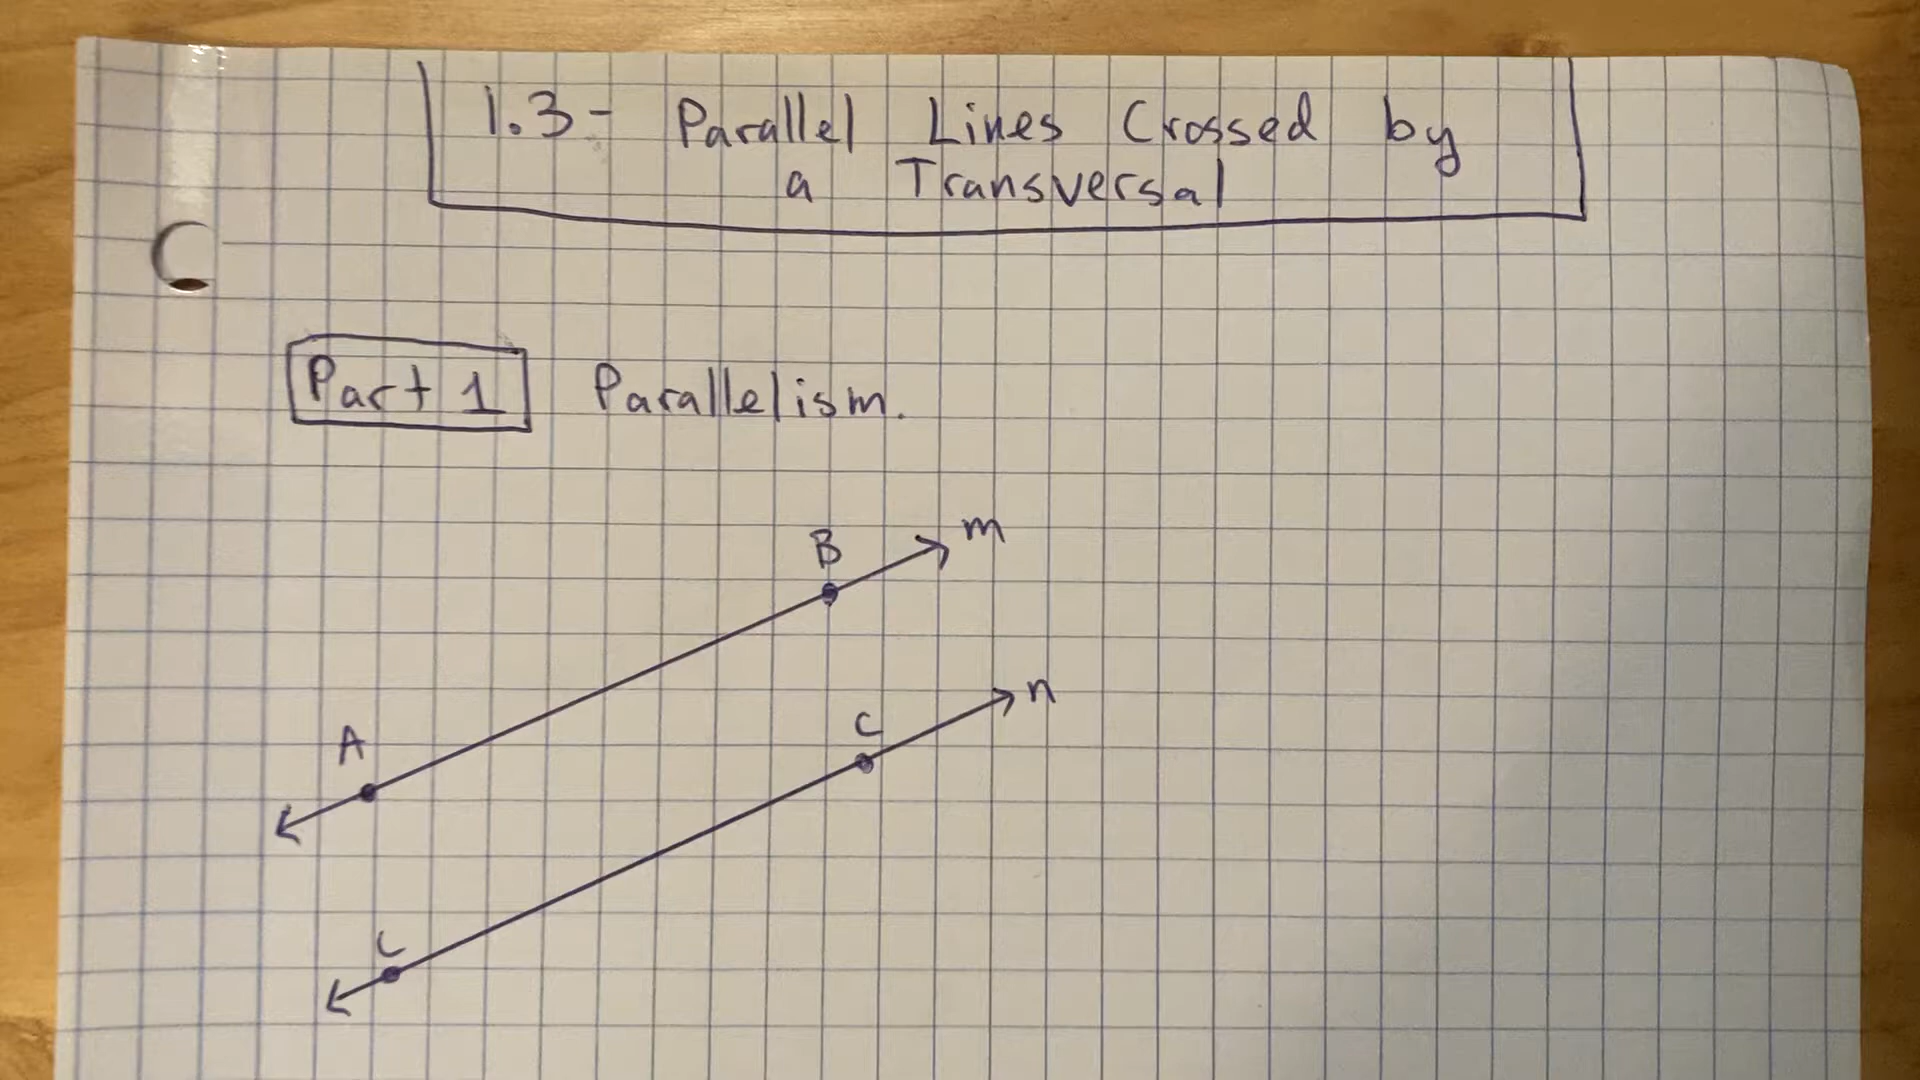 1.3- Parallel Lines Crossed by
a Transversal
Part 1 Parallelism.
B m
n
C
A
C